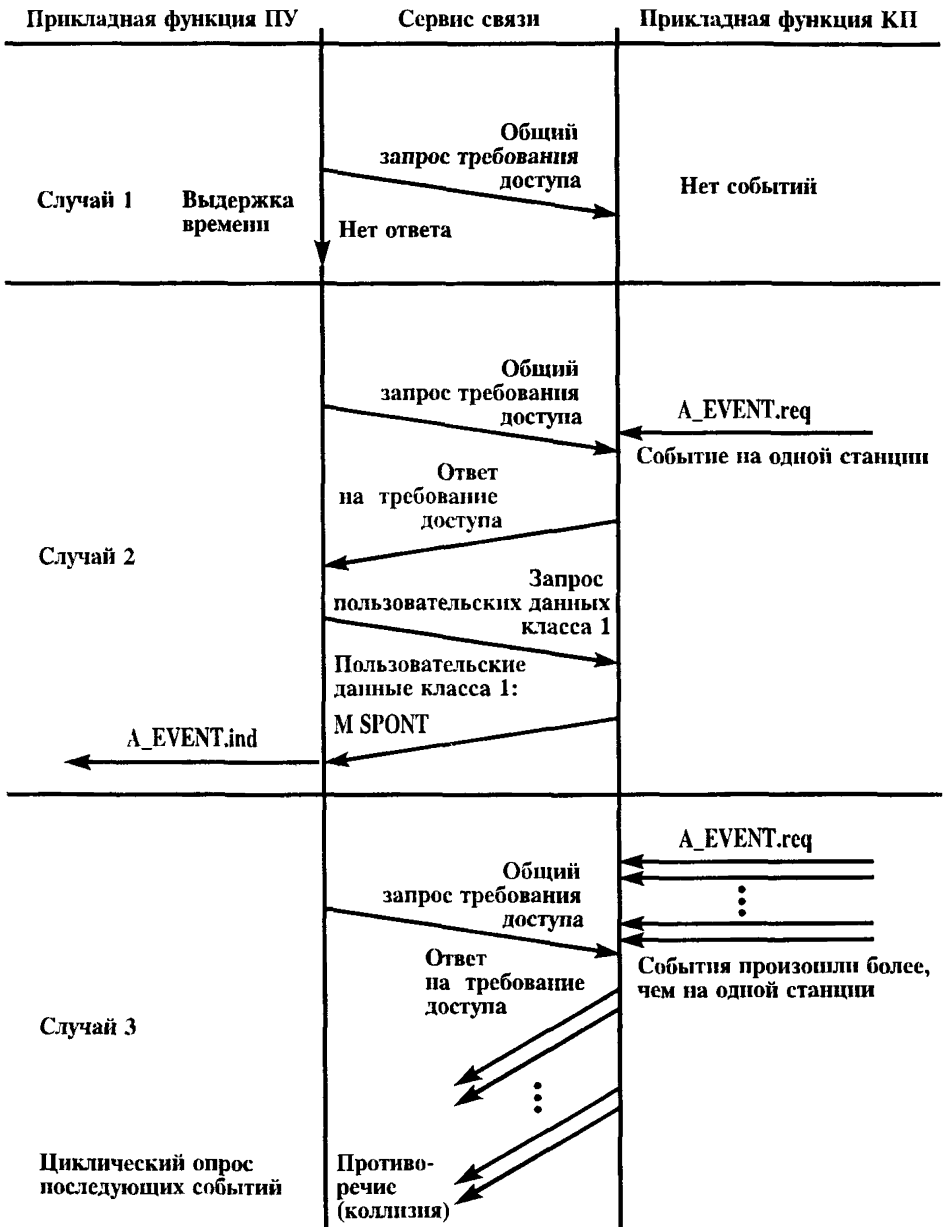 Прикладная функция ПУ
Сервис связи
Прикладная функция КП
Общий
запрос требования
доступа
Случай 1
Выдержка
времени
Нет ответа
Нет событий
Общий
запрос требования
доступа
A_EVENT.req
Событие на одной станции
Ответ
на требование
доступа
Случай 2
Запрос
пользовательских данных
класса 1
Пользовательские
данные класса 1:
M SPONT
A_EVENT.ind
A_EVENT.req
Общий
запрос требования
доступа
События произошли более,
чем на одной станции
Ответ
на требование
доступа
Случай 3
Циклический опрос
последующих событий
Противо-
речие
(коллизия)